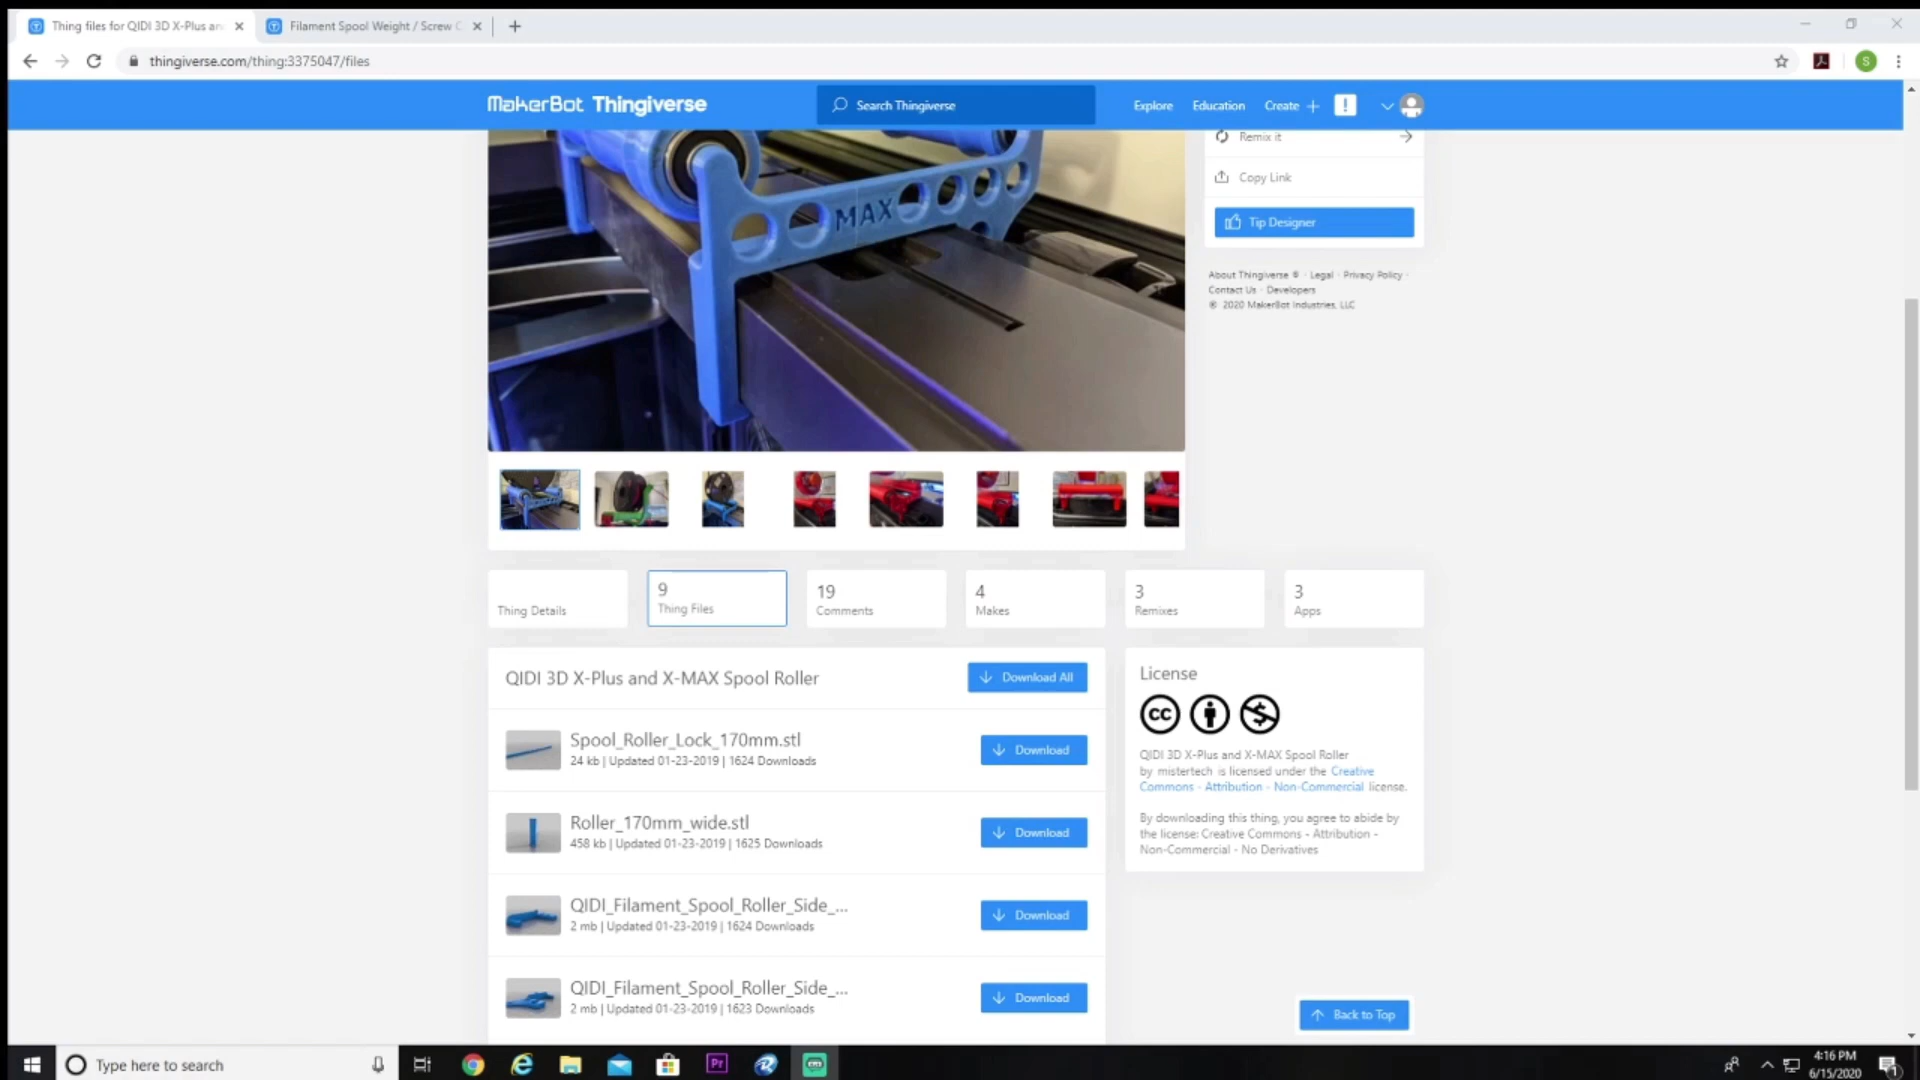 Thing files for QIDI 3D X-Plus an
Filament Spool Weight / Screw C
thingiverse.com/thing:3375047/files
S
MakerBot Thingiverse
Search Thingiverse
Explore
Education
Create
MAX
Remix it
Copy Link
Tip Designer
About Thingiverse ® · Legal · Privacy Policy ·
Contact Us · Developers
© 2020 MakerBot Industries, LLC
Thing Details
9
Thing Files
19
Comments
4
Makes
3
Remixes
3
Apps
QIDI 3D X-Plus and X-MAX Spool Roller
Download All
Spool_Roller_Lock_170mm.stl
24 kb | Updated 01-23-2019 | 1624 Downloads
Download
Roller_170mm_wide.stl
458 kb | Updated 01-23-2019 | 1625 Downloads
Download
QIDI_Filament_Spool_Roller_Side_...
2 mb | Updated 01-23-2019 | 1624 Downloads
Download
QIDI_Filament_Spool_Roller_Side_...
2 mb | Updated 01-23-2019 | 1623 Downloads
Download
License
cc
QIDI 3D X-Plus and X-MAX Spool Roller
by mistertech is licensed under the Creative
Commons - Attribution - Non-Commercial license.
By downloading this thing, you agree to abide by
the license: Creative Commons - Attribution -
Non-Commercial - No Derivatives
Back to Top
Type here to search
Pr
4:16 PM
6/15/2020
1